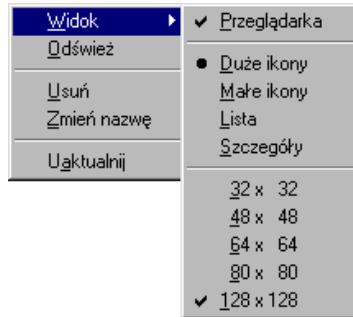 Widok
Odśwież
Usuń
Zmień nazwę
Uaktualnij
Przeglądarka
Duże ikony
Małe ikony
Lista
Szczegóły
32 x 32
48 x 48
64 x 64
80 x 80
128 x 128